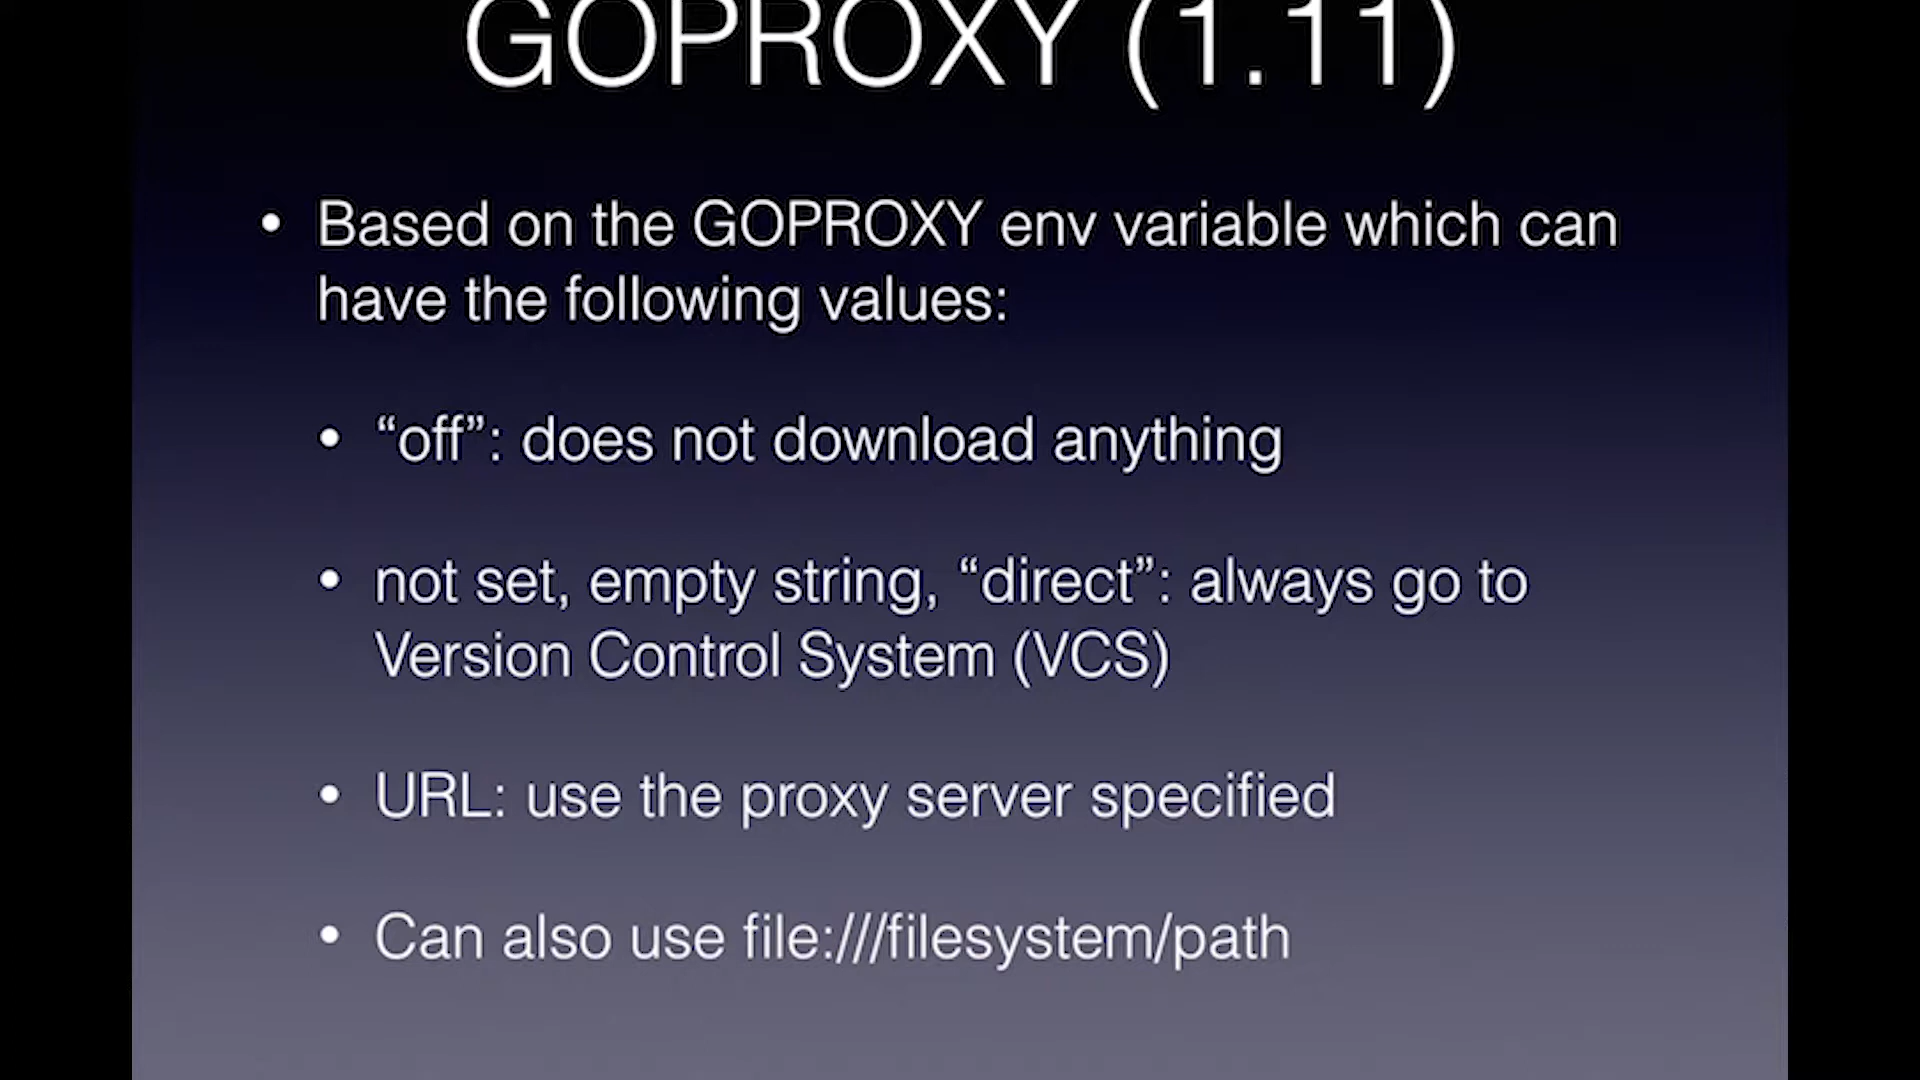 GOPROXY (1.11)
• Based on the GOPROXY env variable which can
have the following values:
• “off”: does not download anything
• not set, empty string, “direct”: always go to
Version Control System (VCS)
• URL: use the proxy server specified
• Can also use file:///filesystem/path